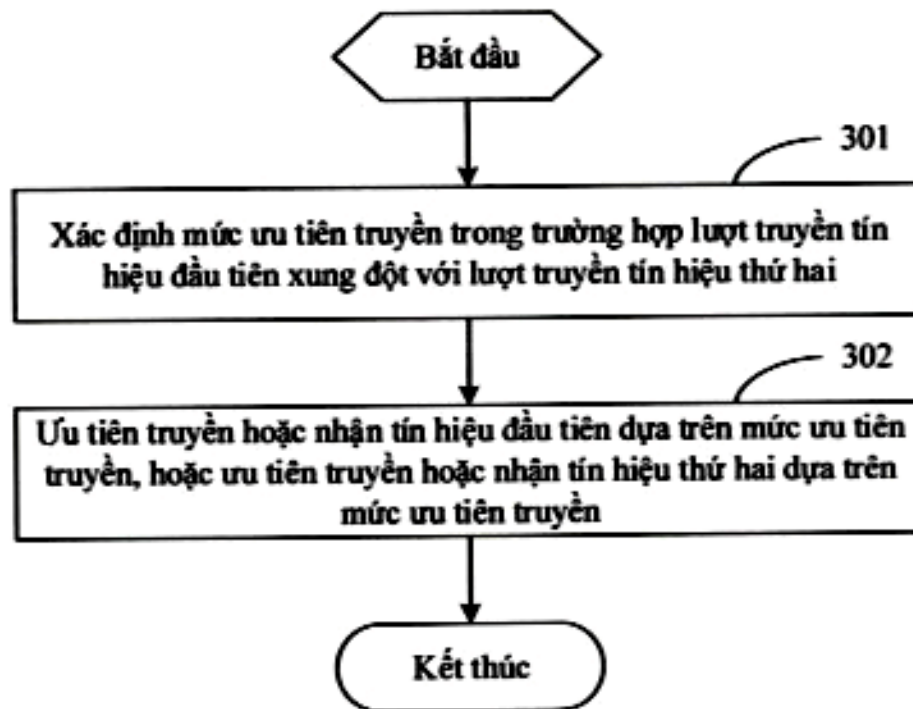 Bắt đầu
301
Xác định mức ưu tiên truyền trong trường hợp lượt truyền tín
hiệu đầu tiên xung đột với lượt truyền tín hiệu thứ hai
302
Ưu tiên truyền hoặc nhận tín hiệu đầu tiên dựa trên mức ưu tiên
truyền, hoặc ưu tiên truyền hoặc nhận tín hiệu thứ hai dựa trên
mức ưu tiên truyền
Kết thúc